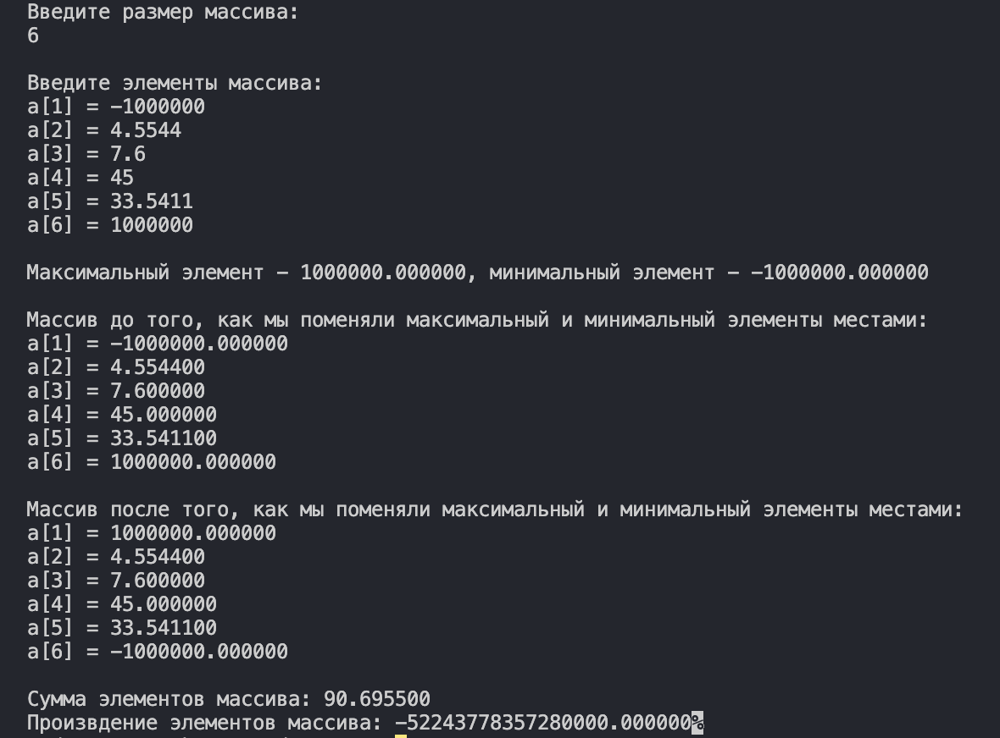 Введите размер массива:
6
Введите элементы массива:
a[1] = -1000000
a[2] = 4.5544
a[3] = 7.6
a[4] = 45
a[5] = 33.5411
a[6] = 1000000
Максимальный элемент - 1000000.000000, минимальный элемент - -1000000.000000
Массив до того, как мы поменяли максимальный и минимальный элементы местами:
a[1] = -1000000.000000
a[2] = 4.554400
a[3] = 7.600000
a[4] = 45.000000
a[5] = 33.541100
a[6] = 1000000.000000
Массив после того, как мы поменяли максимальный и минимальный элементы местами:
a[1] = 1000000.000000
a[2] = 4.554400
a[3] = 7.600000
a[4] = 45.000000
a[5] = 33.541100
a[6] = -1000000.000000
Сумма элементов массива: 90.695500
Произвдение элементов массива: -52243778357280000.000000%